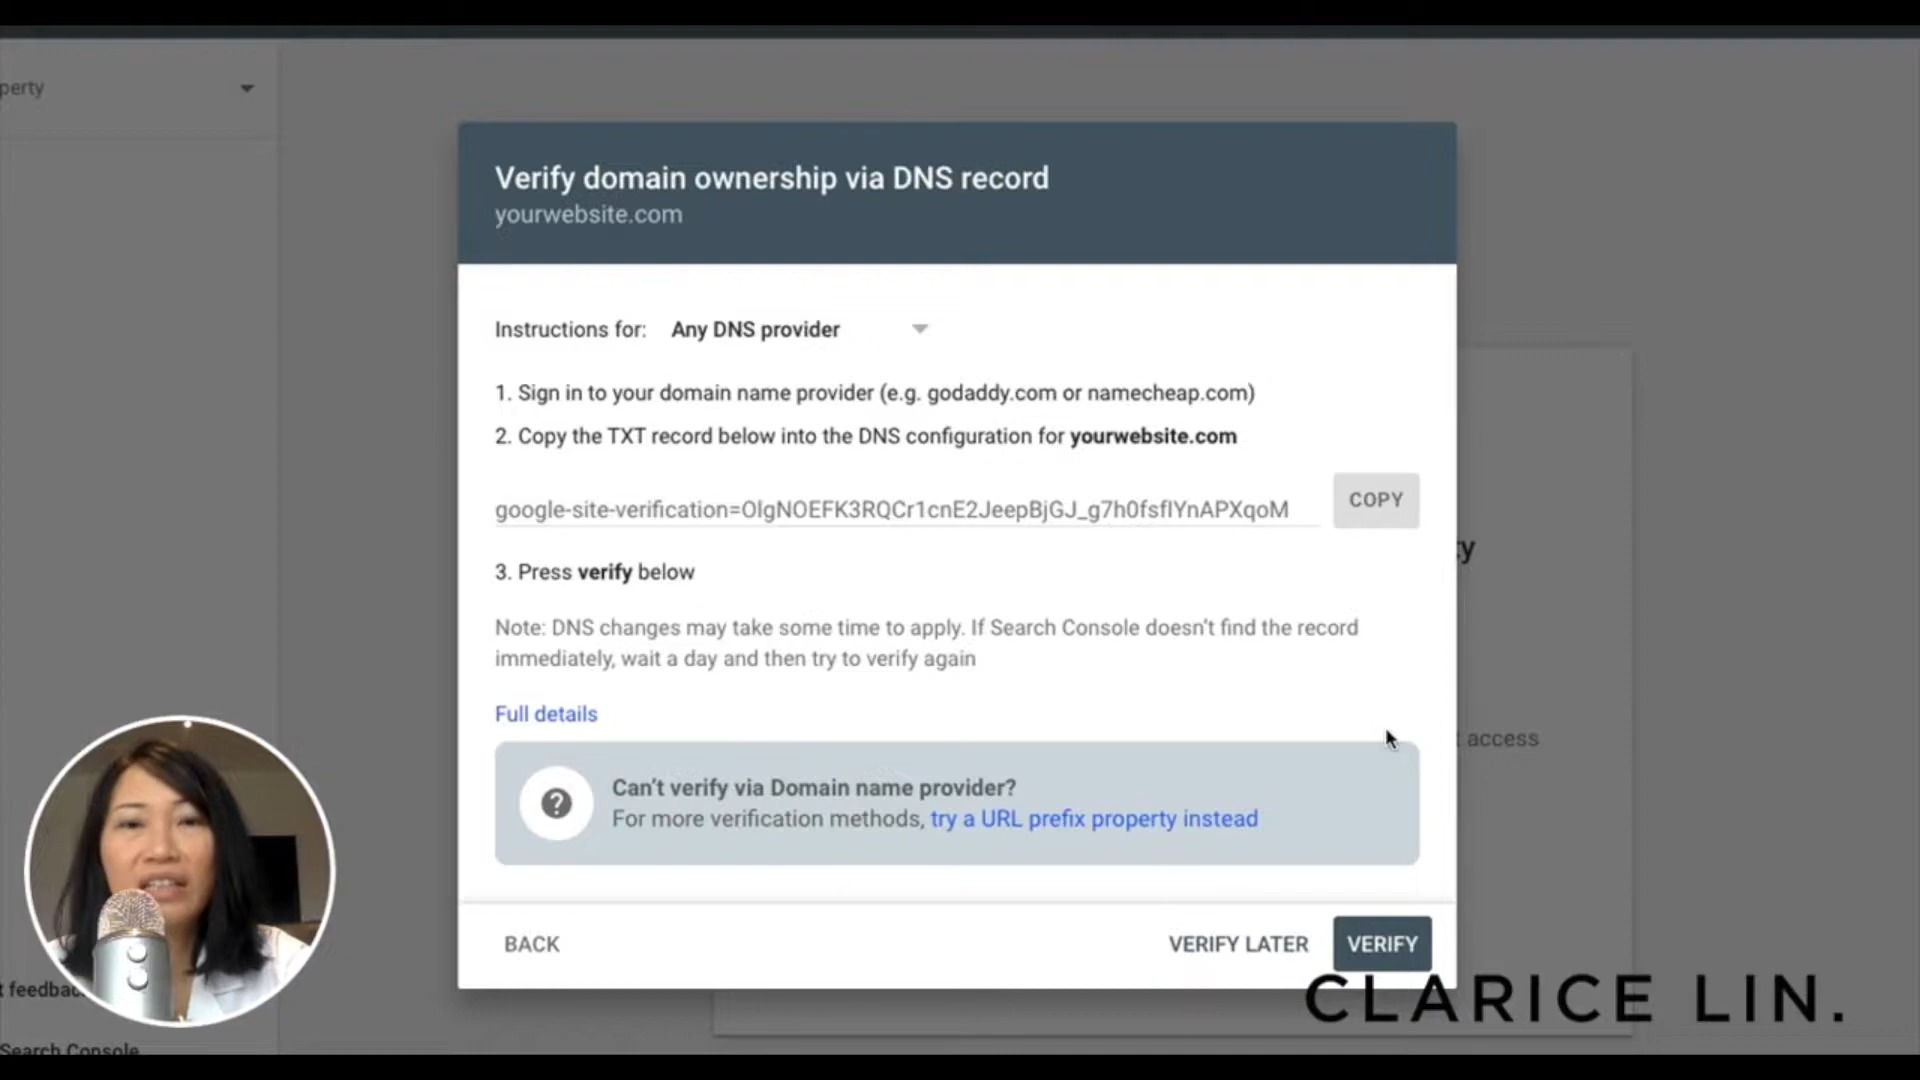 perty
Verify domain ownership via DNS record
yourwebsite.com
Instructions for: Any DNS provider
1. Sign in to your domain name provider (e.g. godaddy.com or namecheap.com)
2. Copy the TXT record below into the DNS configuration for yourwebsite.com
google-site-verification=OlgNOEFK3RQCr1cnE2JeepBjGJ_g7h0fsflYnAPXqoM
COPY
ty
3. Press verify below
Note: DNS changes may take some time to apply. If Search Console doesn't find the record
immediately, wait a day and then try to verify again
Full details
t access
Can't verify via Domain name provider?
For more verification methods, try a URL prefix property instead
BACK
VERIFY LATER
VERIFY
t feedbac
CLARICE LIN.
Search Console